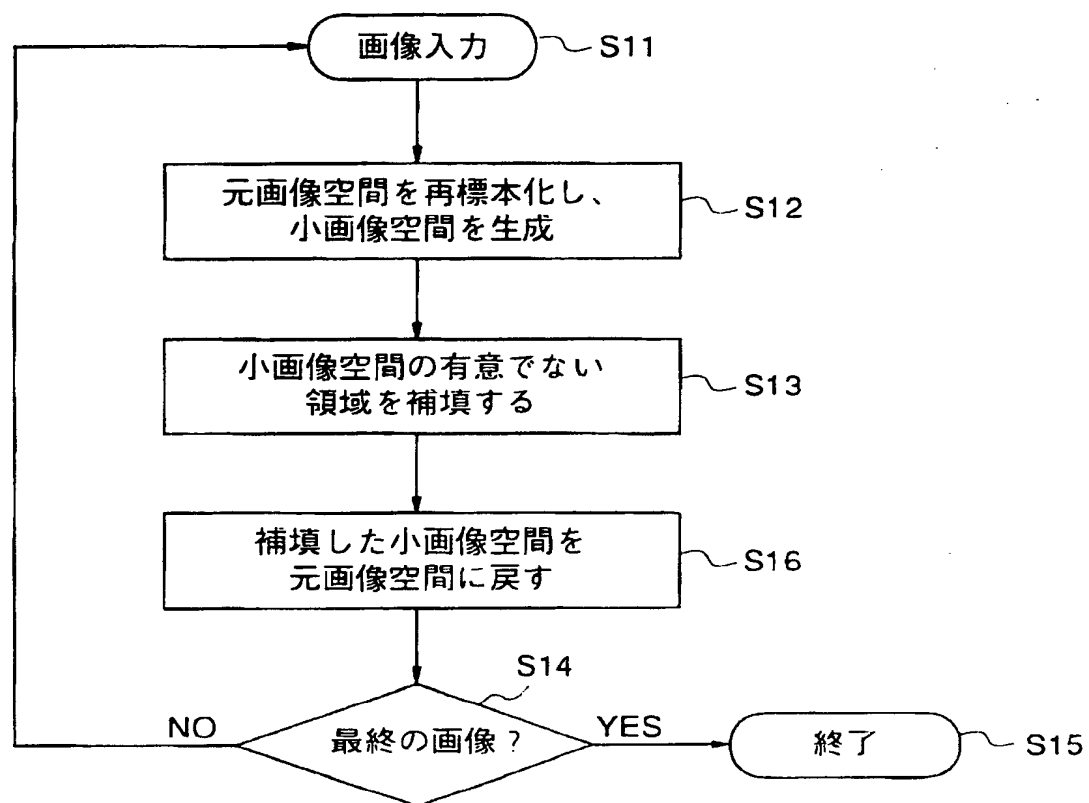 画像入力
S11
元画像空間を再標本化し、
小画像空間を生成
S12
小画像空間の有意でない
領域を補填する
S13
補填した小画像空間を
元画像空間に戻す
S16
S14
NO
最終の画像?
YES
終了
S15